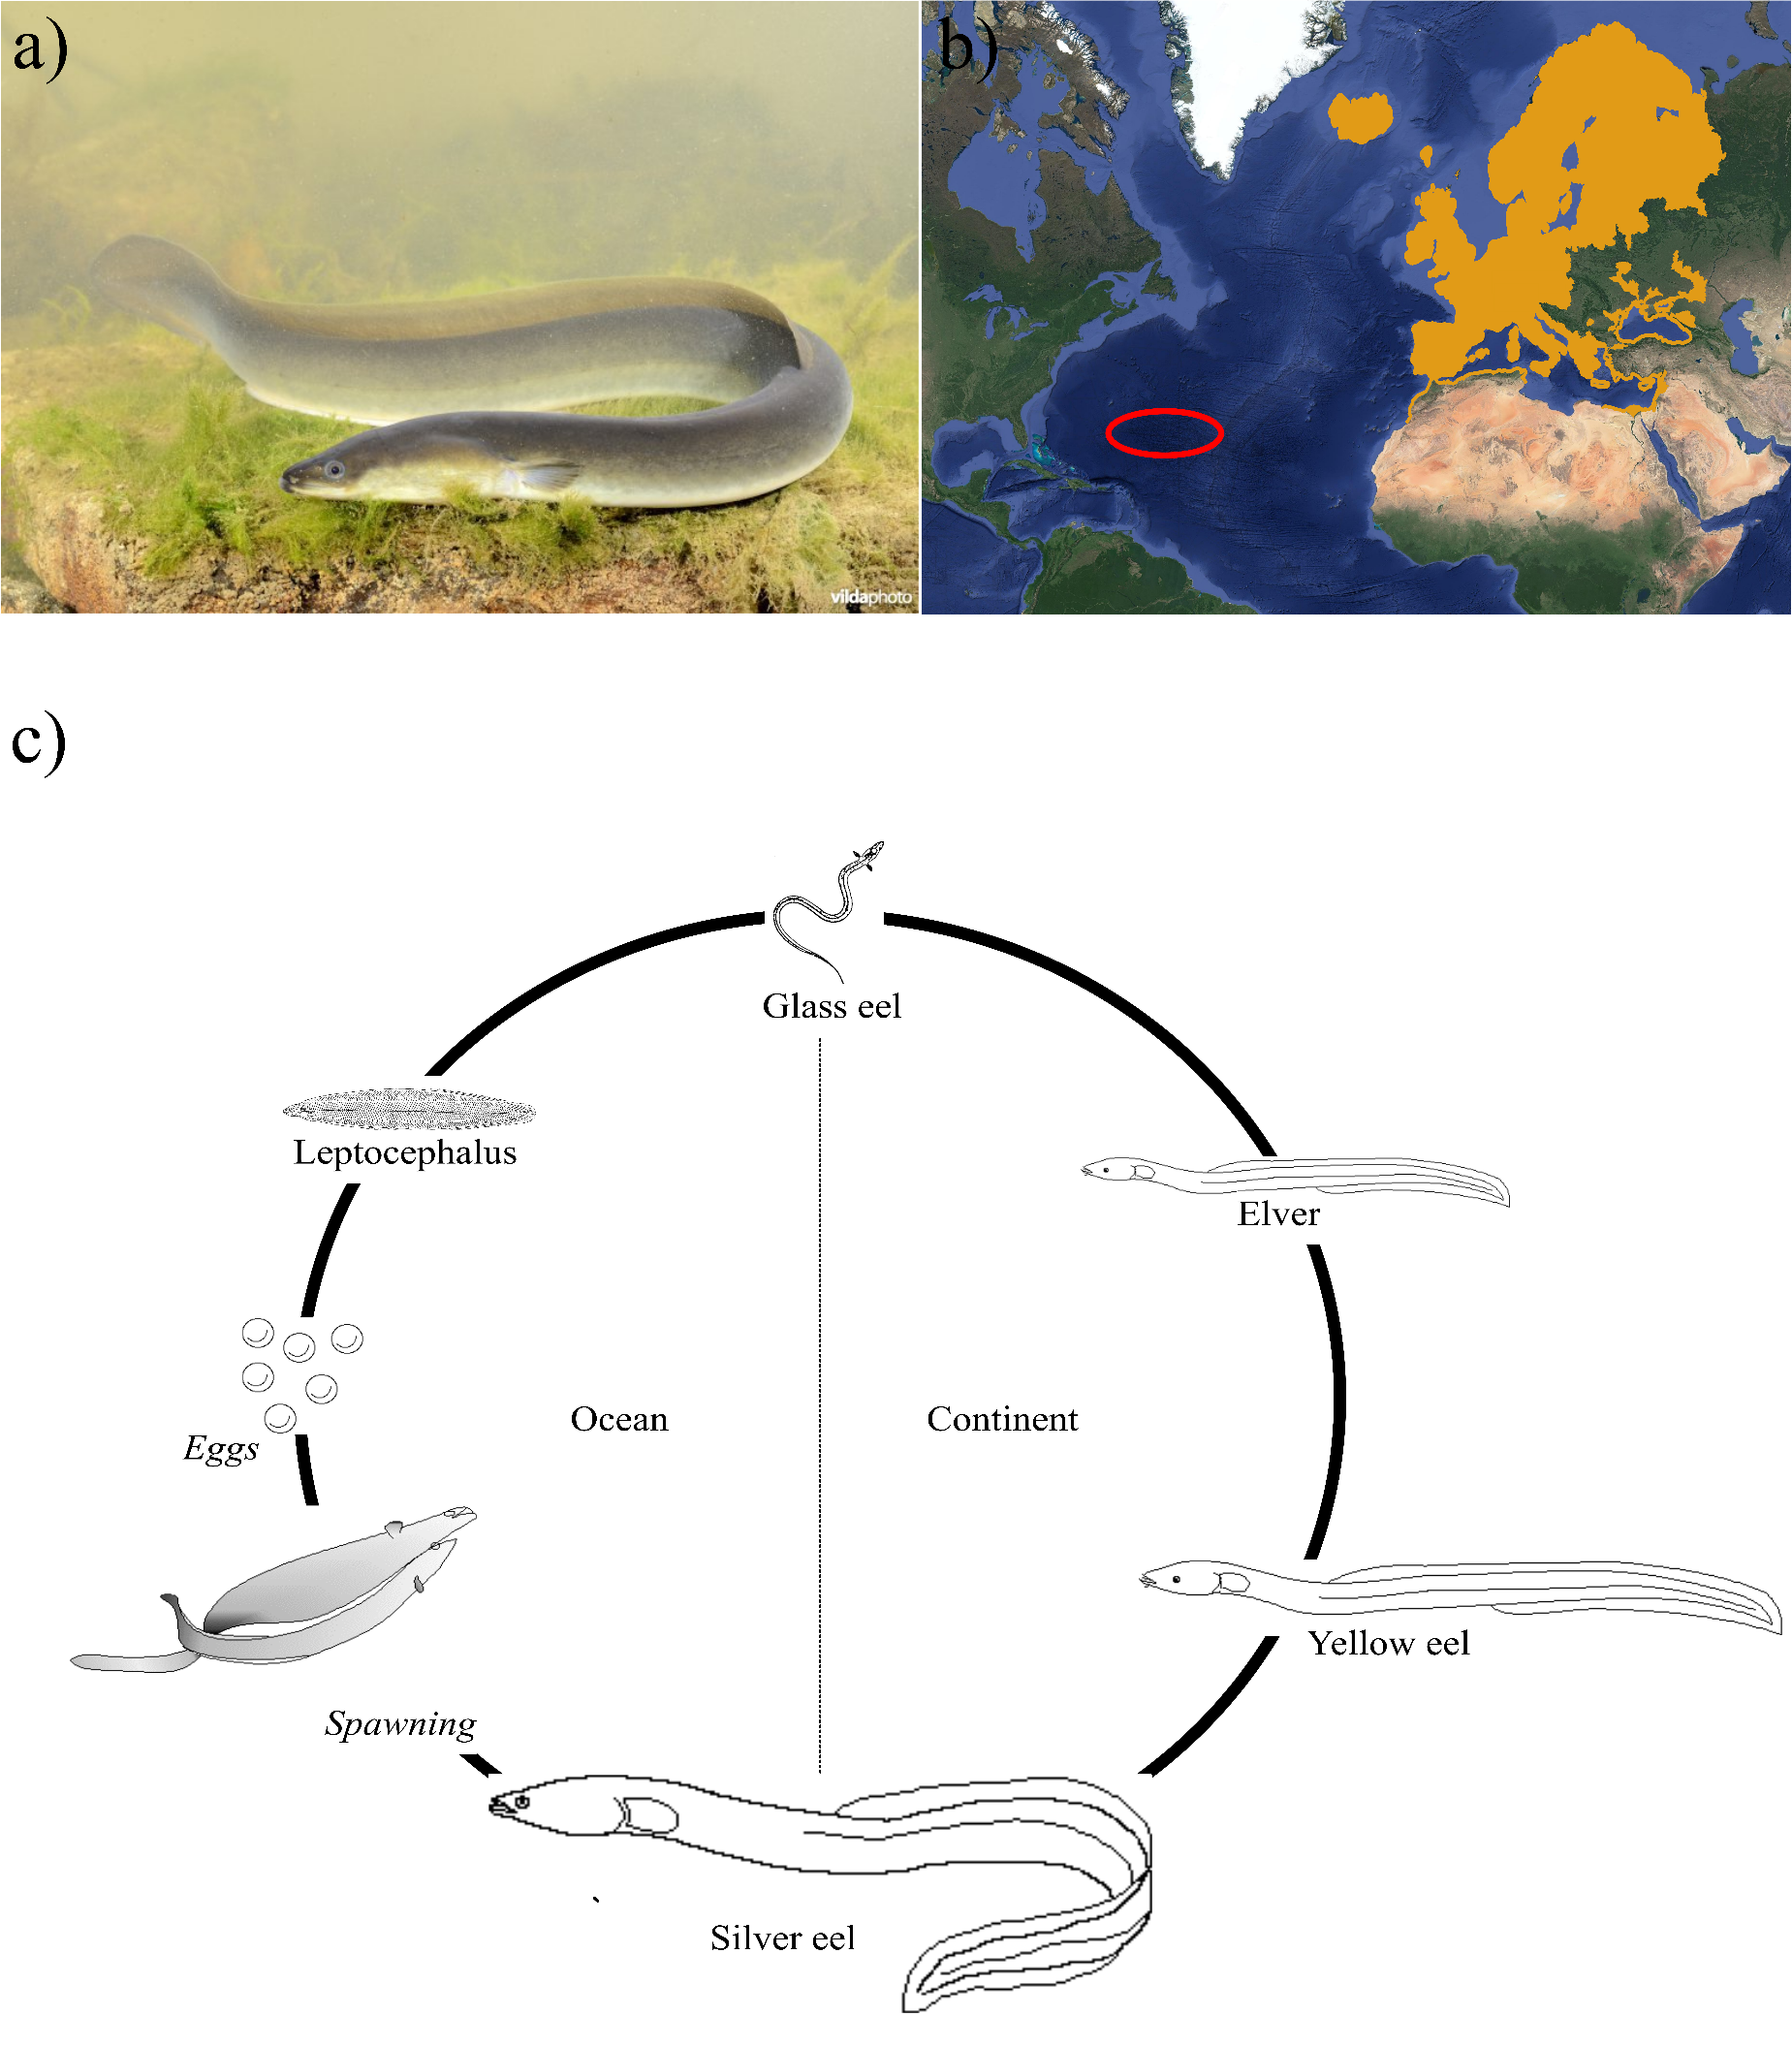 a)
b)
vildaphoto
c)
Glass eel
Leptocephalus
Elver
Eggs
Ocean
Continent
Yellow eel
Spawning
Silver eel